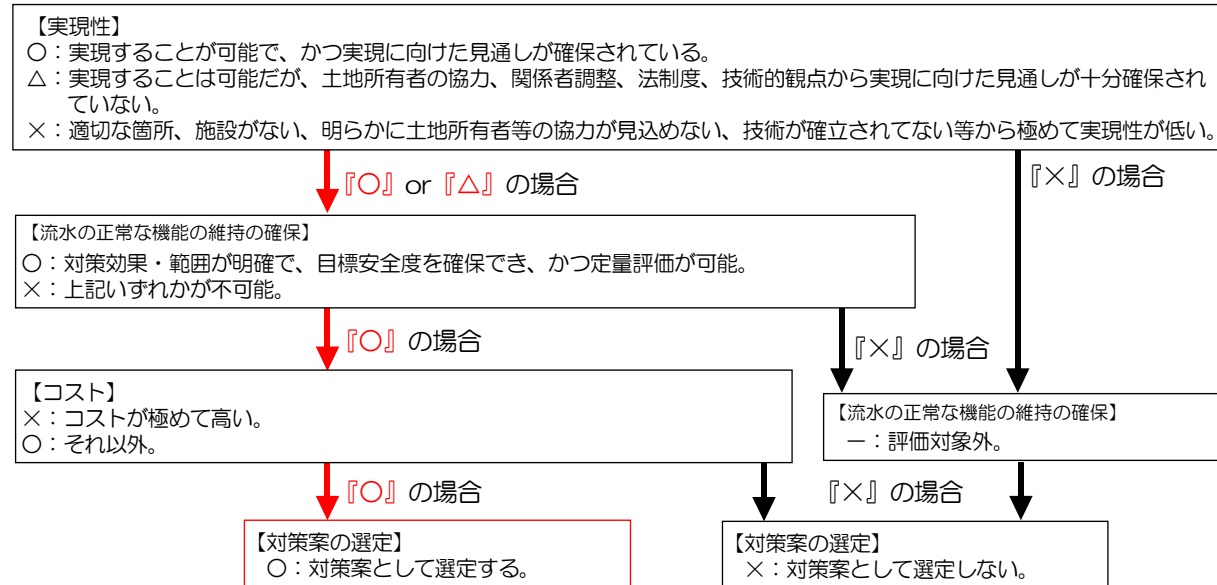 【実現性】
〇：実現することが可能で、かつ実現に向けた見通しが確保されている。
△：実現することは可能だが、土地所有者の協力、関係者調整、法制度、技術的観点から実現に向けた見通しが十分確保され
ていない。
×：適切な箇所、施設がない、明らかに土地所有者等の協力が見込めない、技術が確立されてない等から極めて実現性が低い。
『〇』 or 『△』 の場合
『×』 の場合
【流水の正常な機能の維持の確保】
〇：対策効果・範囲が明確で、目標安全度を確保でき、かつ定量評価が可能。
×：上記いずれかが不可能。
『〇』 の場合
『×』 の場合
【コスト】
×：コストが極めて高い。
〇：それ以外。
【流水の正常な機能の維持の確保】
－：評価対象外。
『〇』 の場合
『×』 の場合
【対策案の選定】
〇：対策案として選定する。
【対策案の選定】
×：対策案として選定しない。